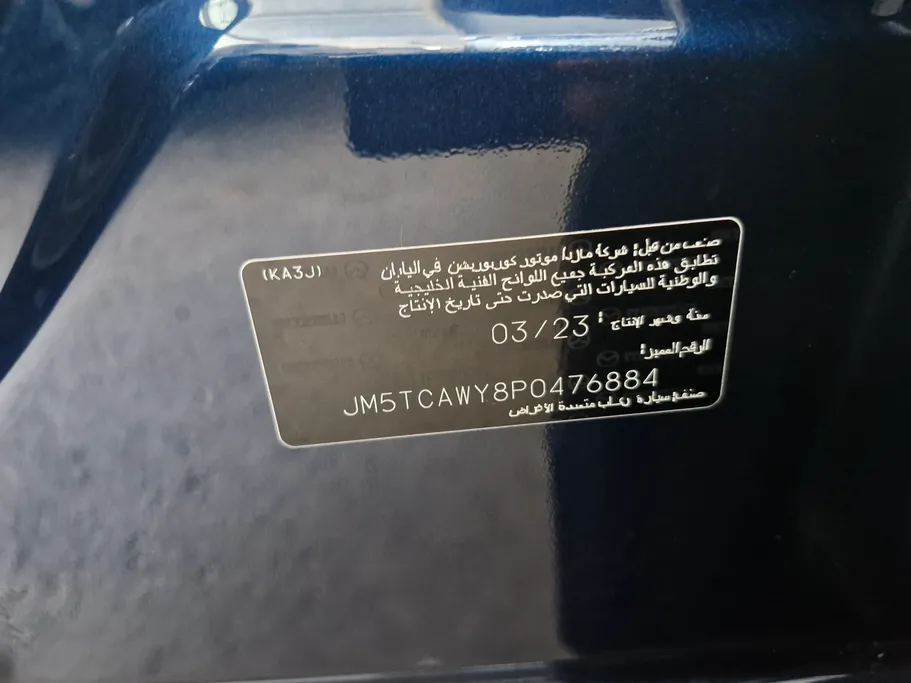 (KA3J)
صنعت من قبل: شركة مازدا موتور كوربوريشن في اليابان
تطابق هذه المركبة جميع اللوائح الفنية الخليجية
والوطنية للسيارات التي صدرت حتى تاريخ الإنتاج
سنة وشهر الإنتاج : 03/23
الرقم المميز:
JM5TCAWY8P0476884
صنف: سيارة ركاب متعددة الأغراض